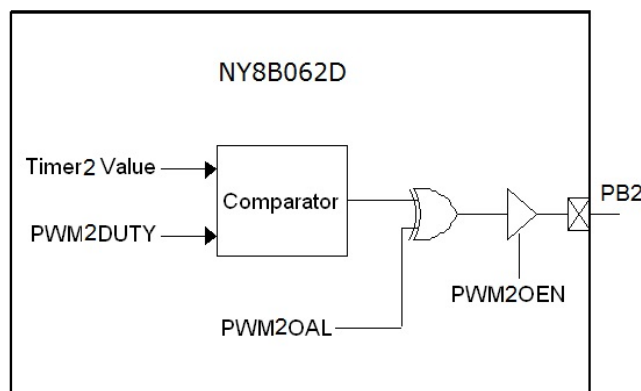 NY8B062D
Timer2 Value
Comparator
PWM2DUTY
PB2
PWM2OEN
PWM2OAL